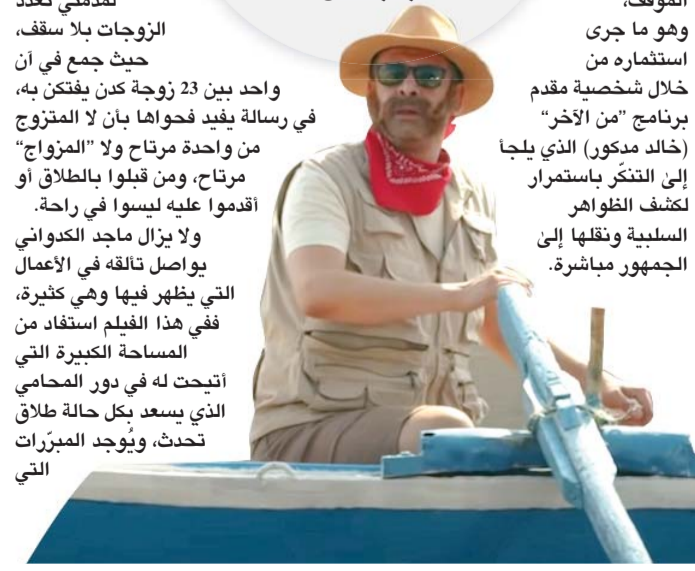 الموقف،
وهو ما جرى
استثماره من
خلال شخصية مقدم
برنامج ”من الآخر“
(خالد مدكور) الذي يلجأ
إلىٰ التنكّر باستمرار
لكشف الظواهر
السلبية ونقلها إلىٰ
الجمهور مباشرة.
الزوجات بلا سقف،
حيث جمع في آن
واحد بين 23 زوجة كدن يفتكن به،
في رسالة يفيد فحواها بأن لا المتزوج
من واحدة مرتاح ولا ”المزواج“
مرتاح، ومن قبلوا بالطلاق أو
أقدموا عليه ليسوا في راحة.
ولا يزال ماجد الكدواني
يواصل تألقه في الأعمال
التي يظهر فيها وهي كثيرة،
ففي هذا الفيلم استفاد من
المساحة الكبيرة التي
أتيحت له في دور المحامي
الذي يسعد بكل حالة طلاق
تحدث، ويُوجد المبرّرات
التي